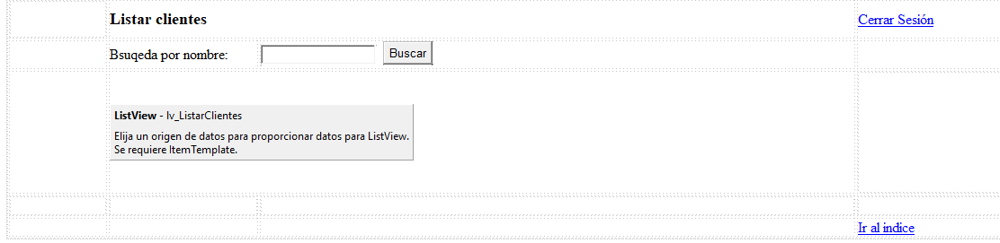 Listar clientes
Cerrar Sesión
Bsuqeda por nombre:
Buscar
ListView - lv_ListarClientes
Elija un origen de datos para proporcionar datos para ListView.
Se requiere ItemTemplate.
Ir al indice